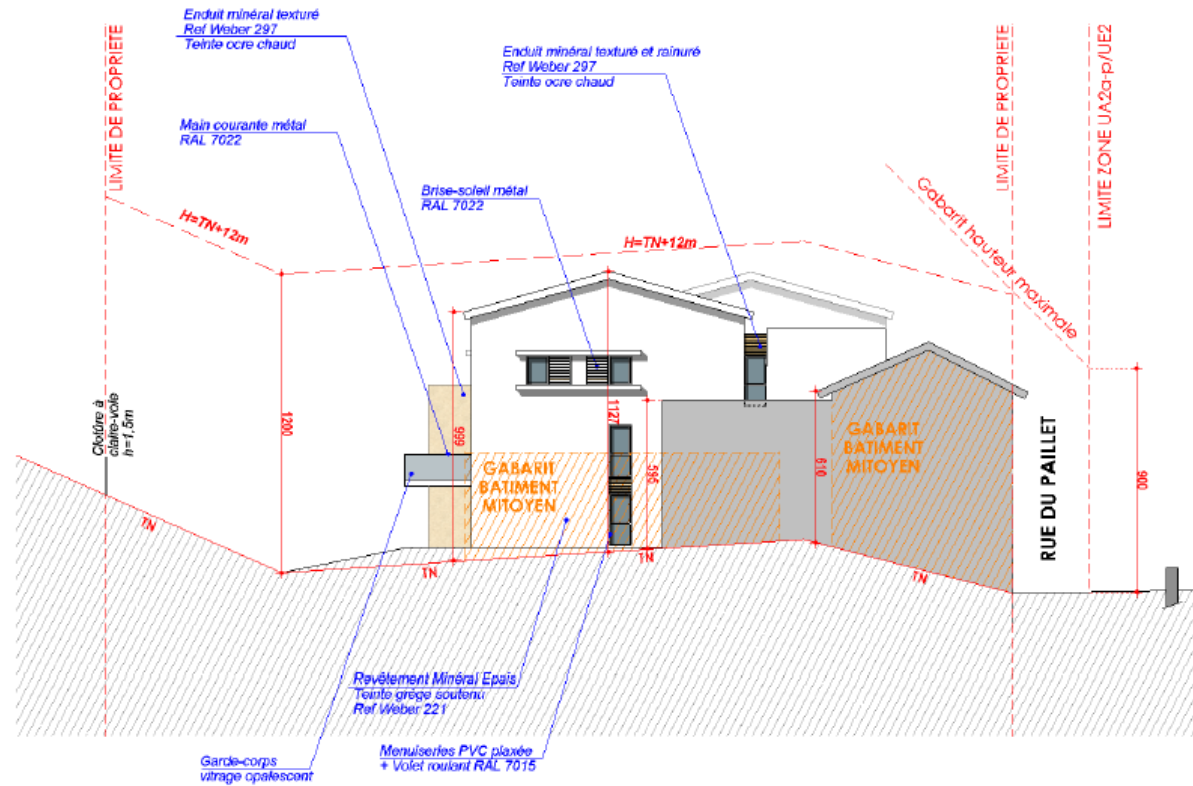 Enduit minéral texturé
Ref Weber 297
Teinte ocre chaud
Enduit minéral texturé et rainuré
Ref Weber 297
Teinte ocre chaud
LIMITE DE PROPRIETE
LIMITE DE PROPRIETE
LIMITE ZONE UA2a-p/UE2
Main courante métal
RAL 7022
Brise-soleil métal
RAL 7022
Gabarit hauteur maximale
H=TN+12m
H=TN+12m
Clotûre à
claire-voie
h=1,5m
1200
999
1127
595
610
900
GABARIT
BATIMENT
MITOYEN
GABARIT
BATIMENT
MITOYEN
RUE DU PAILLET
TN
TN
TN
TN
Revêtement Minéral Epais
Teinte grège soutenu
Ref Weber 221
Menuiseries PVC plaxée
+ Volet roulant RAL 7015
Garde-corps
vitrage opalescent